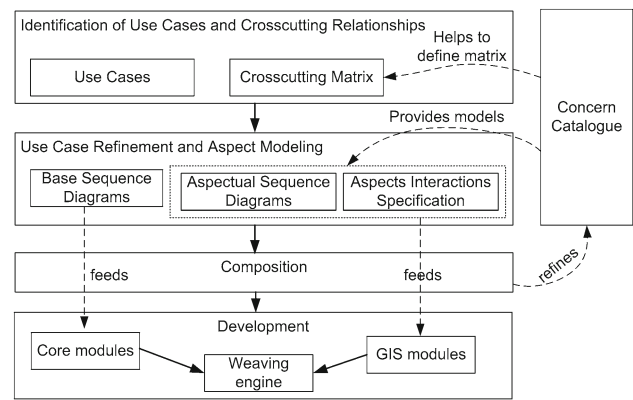 Identification of Use Cases and Crosscutting Relationships
Use Cases
Crosscutting Matrix
Helps to
define matrix
Concern
Catalogue
Provides models
Use Case Refinement and Aspect Modeling
Base Sequence
Diagrams
Aspectual Sequence
Diagrams
Aspects Interactions
Specification
Composition
feeds
feeds
refines
Development
Core modules
Weaving
engine
GIS modules